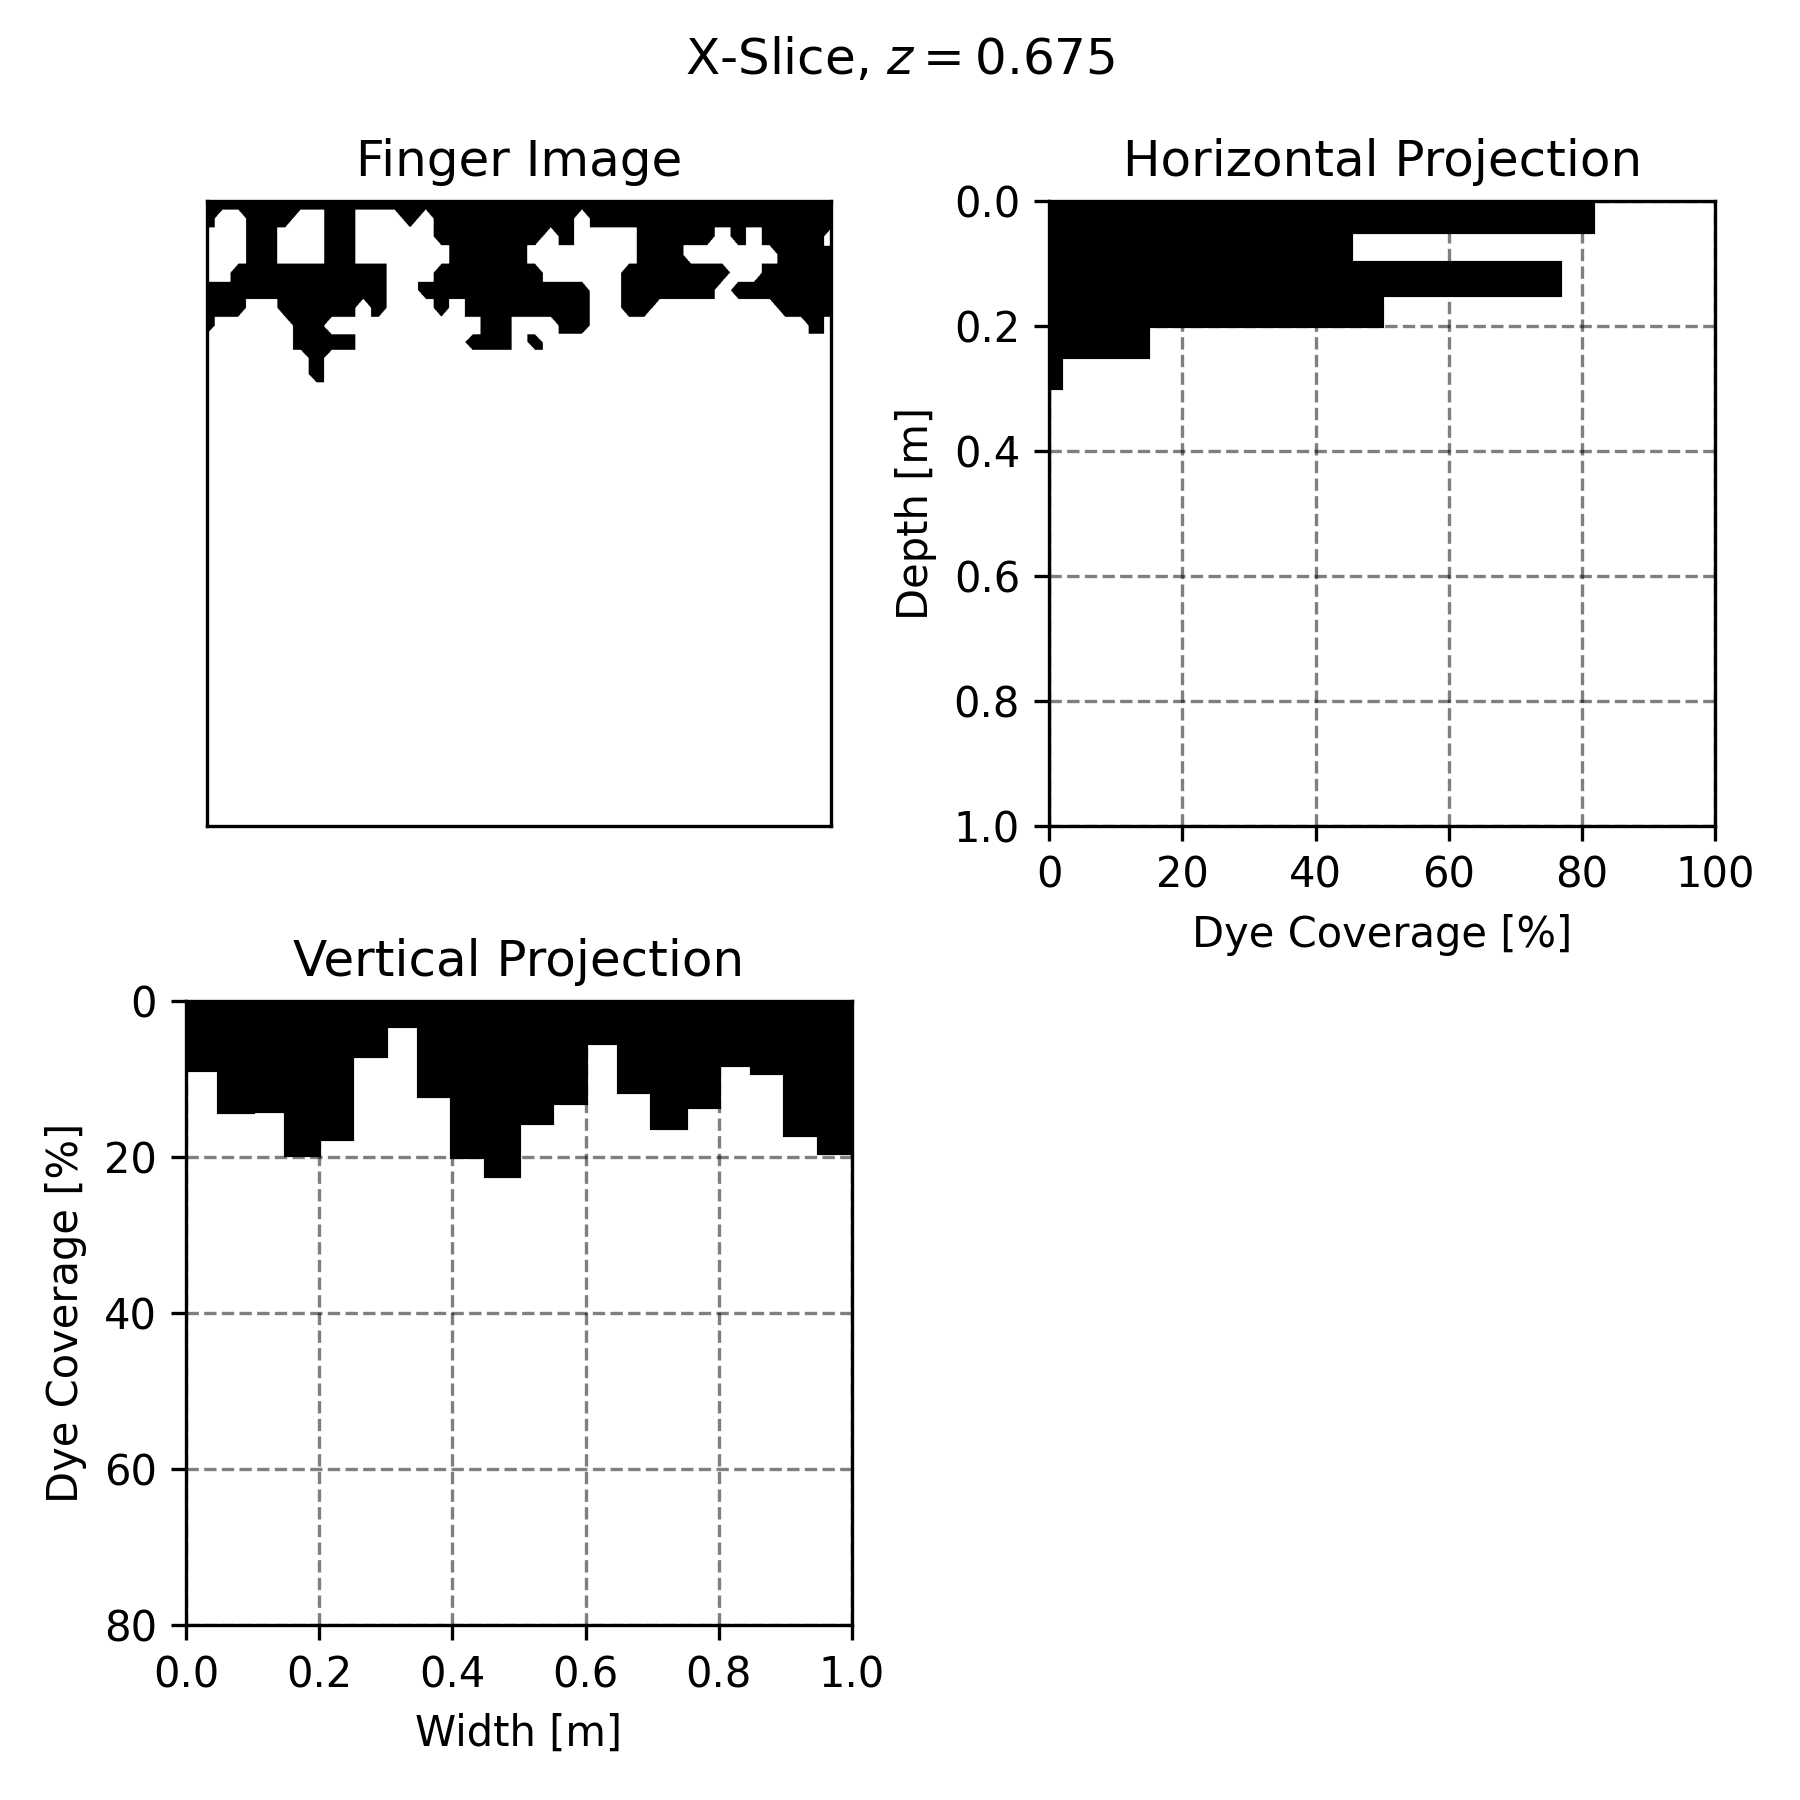 X-Slice, z = 0.675
Finger Image
Horizontal Projection
0.0
0.2
0.4
0.6
0.8
1.0
Depth [m]
0 20 40 60 80 100
Dye Coverage [%]
Vertical Projection
0
20
40
60
80
Dye Coverage [%]
0.0 0.2 0.4 0.6 0.8 1.0
Width [m]